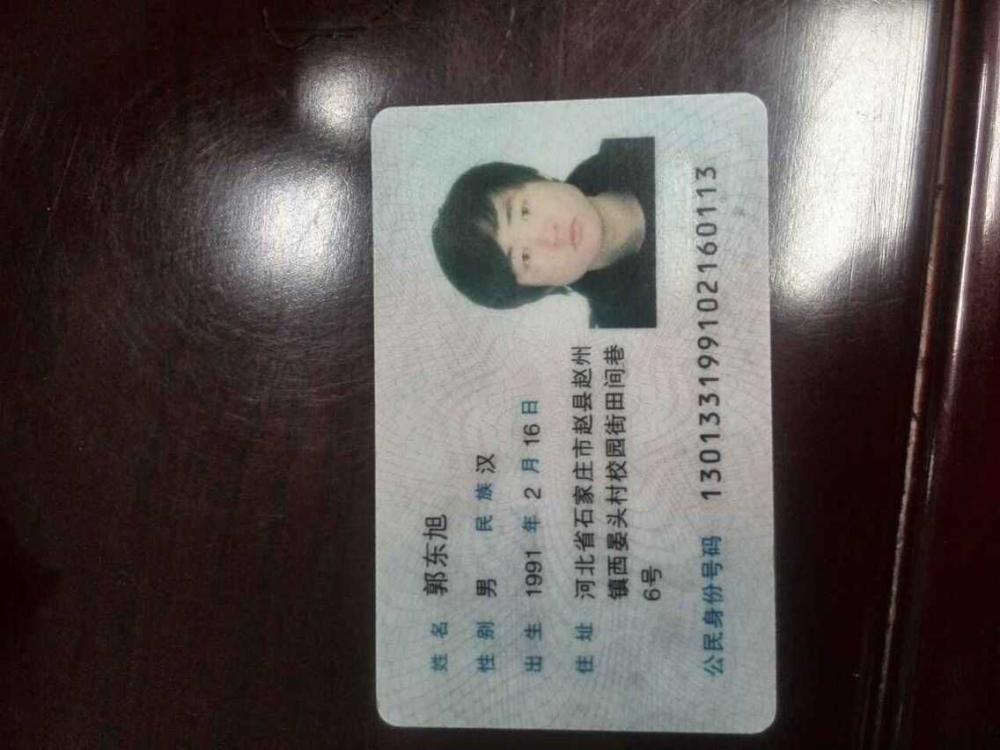 姓名 郭东旭
性别 男 民族 汉
出生 1991 年 2 月 16 日
住址 河北省石家庄市赵县赵州
镇西晏头村校园街田间巷
6号
公民身份号码 130133199102160113